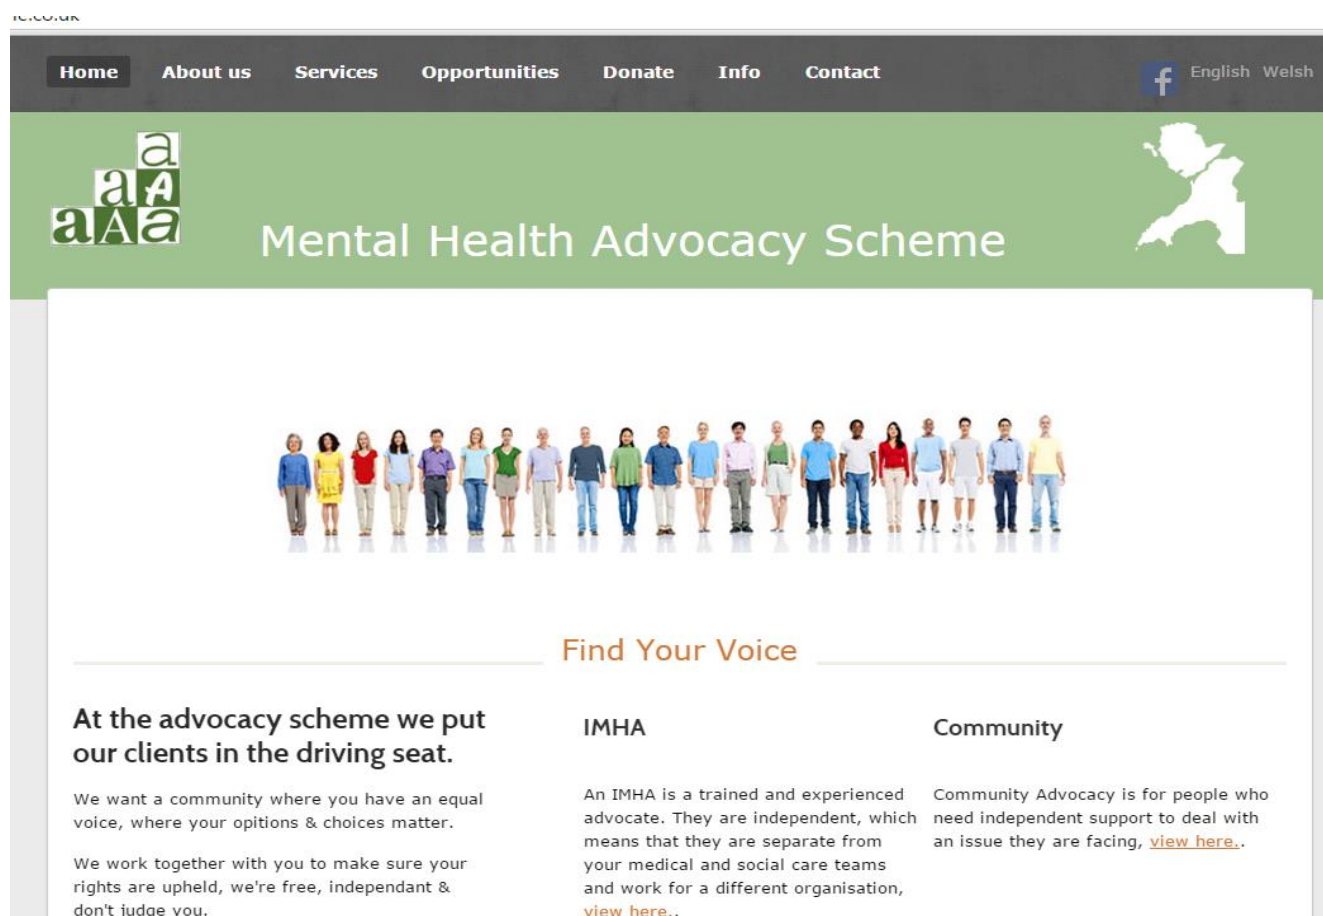 Home About us Services Opportunities Donate Info Contact
f English Welsh
a
a A
a A a
Mental Health Advocacy Scheme
Find Your Voice
At the advocacy scheme we put
our clients in the driving seat.
We want a community where you have an equal
voice, where your opitions & choices matter.
We work together with you to make sure your
rights are upheld, we're free, independant &
don't judge you.
IMHA
An IMHA is a trained and experienced
advocate. They are independent, which
means that they are separate from
your medical and social care teams
and work for a different organisation,
view here..
Community
Community Advocacy is for people who
need independent support to deal with
an issue they are facing, view here..